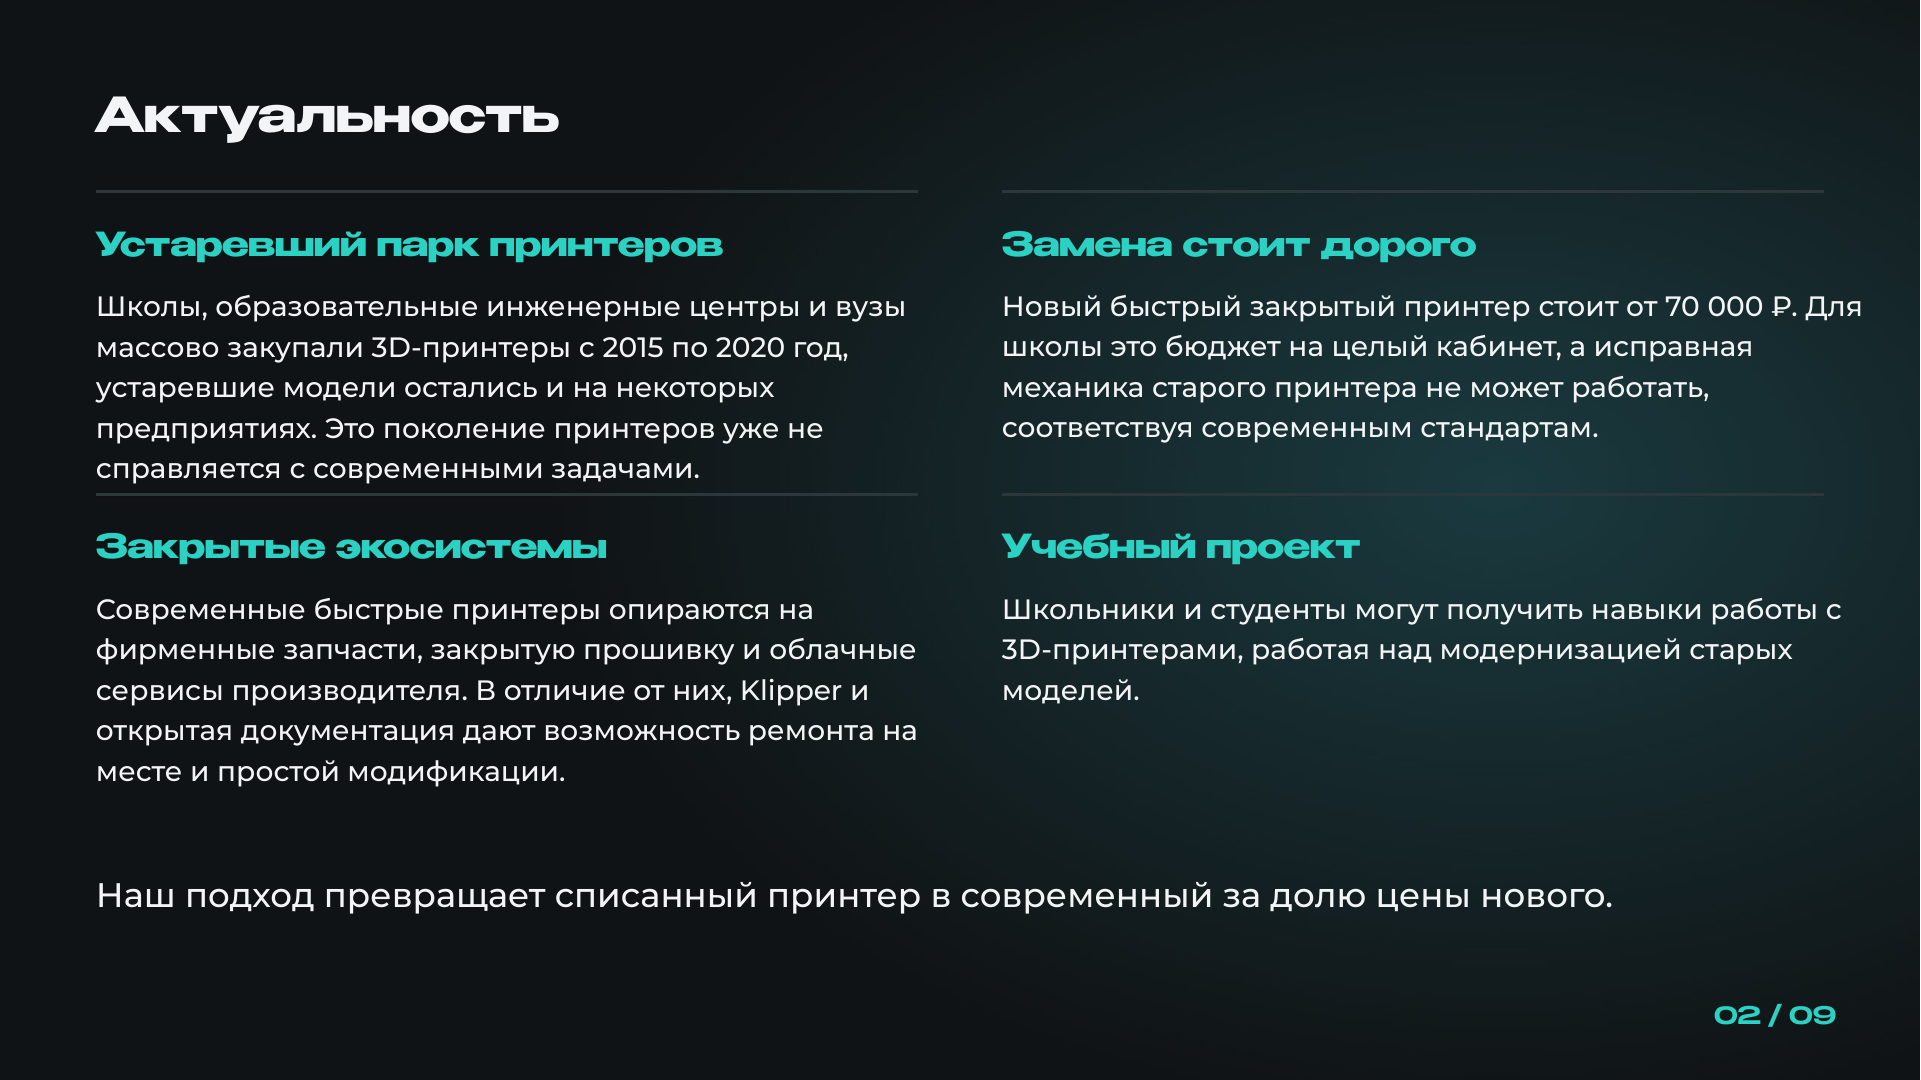 Актуальность
Устаревший парк принтеров
Школы, образовательные инженерные центры и вузы
массово закупали 3D-принтеры с 2015 по 2020 год,
устаревшие модели остались и на некоторых
предприятиях. Это поколение принтеров уже не
справляется с современными задачами.
Замена стоит дорого
Новый быстрый закрытый принтер стоит от 70 000 ₽. Для
школы это бюджет на целый кабинет, а исправная
механика старого принтера не может работать,
соответствуя современным стандартам.
Закрытые экосистемы
Современные быстрые принтеры опираются на
фирменные запчасти, закрытую прошивку и облачные
сервисы производителя. В отличие от них, Klipper и
открытая документация дают возможность ремонта на
месте и простой модификации.
Учебный проект
Школьники и студенты могут получить навыки работы с
3D-принтерами, работая над модернизацией старых
моделей.
Наш подход превращает списанный принтер в современный за долю цены нового.
02 / 09